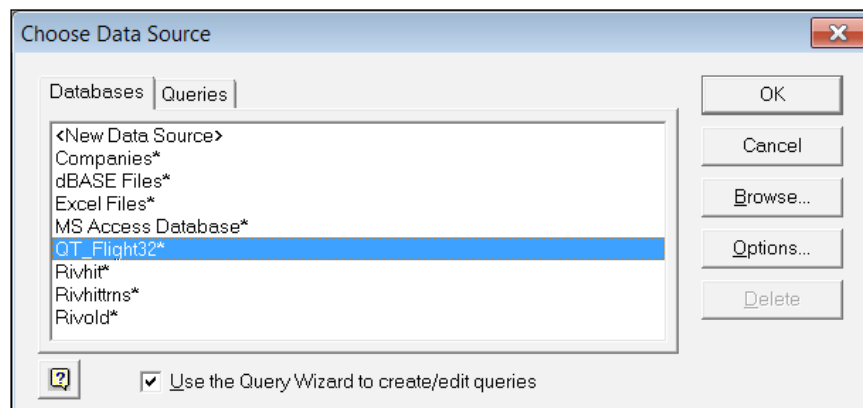 Choose Data Source
Databases
Queries
<New Data Source>
Companies*
dBASE Files*
Excel Files*
MS Access Database*
QT_Flight32*
Rivhit*
Rivhittrns*
Rivold*
OK
Cancel
Browse...
Options...
Delete
?
Use the Query Wizard to create/edit queries